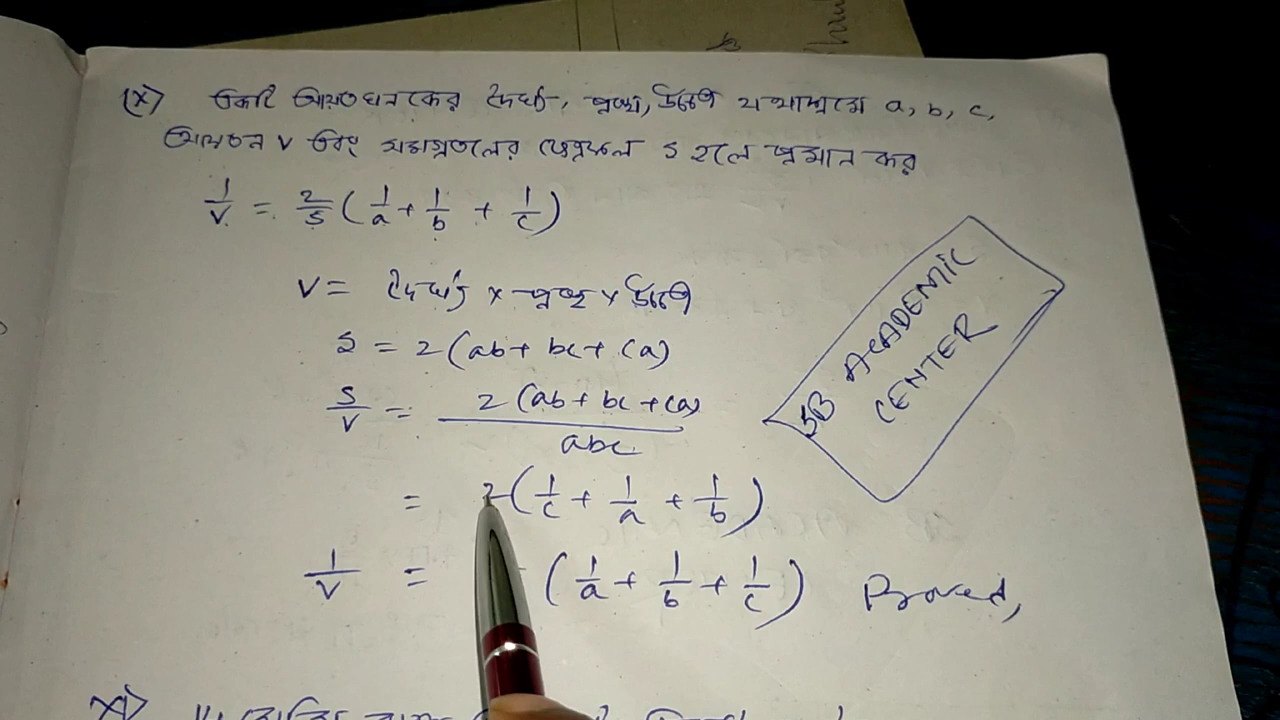 (x) একটি আয়তঘনকের দৈর্ঘ্য, প্রস্থ, উচ্চতা যথাক্রমে a, b, c,
আয়তন v এবং সমগ্রতলের ক্ষেত্রফল s হলে প্রমান কর
1/v = 2/s (1/a + 1/b + 1/c)
v = দৈর্ঘ্য × প্রস্থ × উচ্চতা
s = 2 (ab + bc + ca)
s/v = 2 (ab + bc + ca) / abc
= 2 (1/c + 1/a + 1/b)
1/v = (1/a + 1/b + 1/c) Proved,
SB ACADEMIC
CENTER